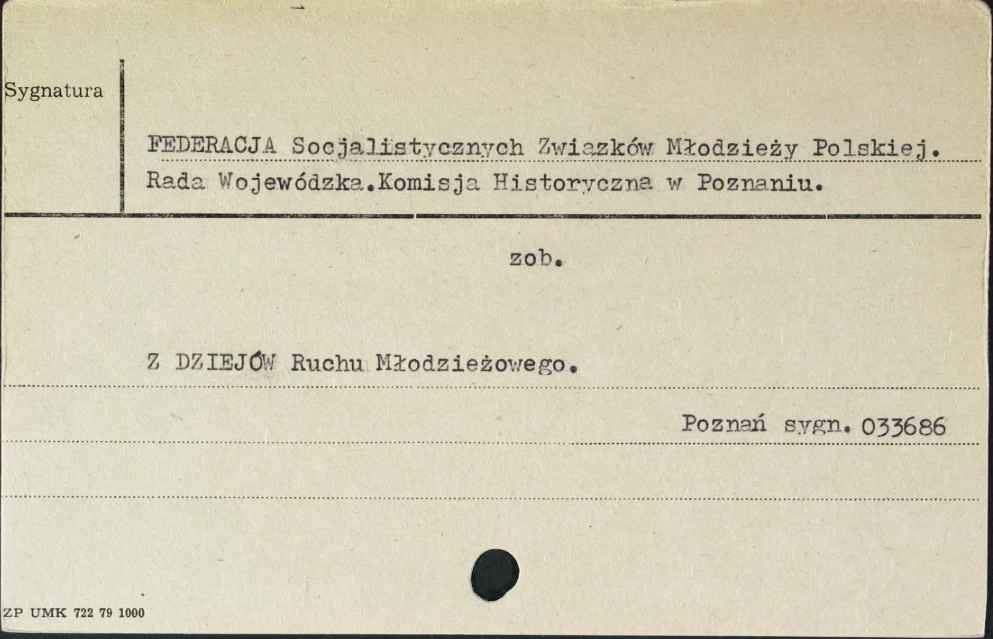 Sygnatura
FEDERACJA Socjalistycznych Związków Młodzieży Polskiej.
Rada Wojewódzka.Komisja Historyczna w Poznaniu.
zob.
Z DZIEJÓW Ruchu Młodzieżowego.
Poznań sygn. 033686
ZP UMK 722 79 1000